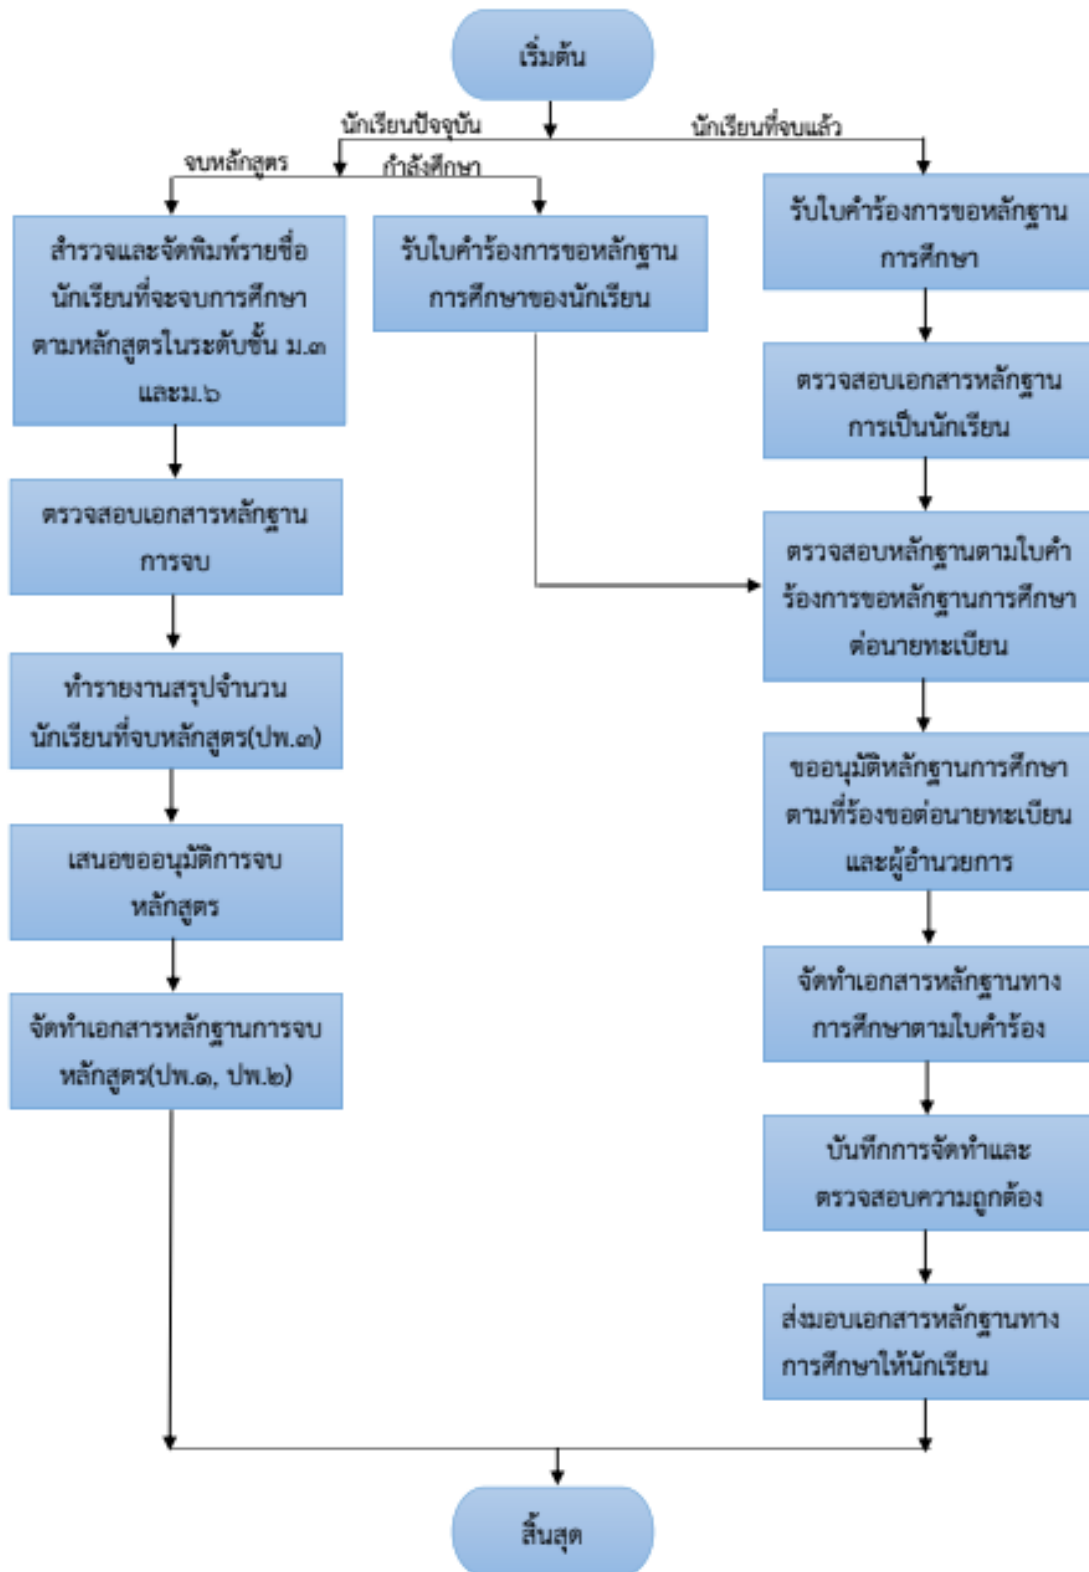 เริ่มต้น
นักเรียนปัจจุบัน
นักเรียนที่จบแล้ว
จบหลักสูตร
กำลังศึกษา
สำรวจและจัดพิมพ์รายชื่อ
นักเรียนที่จะจบการศึกษา
ตามหลักสูตรในระดับชั้น ม.๓
และม.๖
ตรวจสอบเอกสารหลักฐาน
การจบ
ทำรายงานสรุปจำนวน
นักเรียนที่จบหลักสูตร(ปพ.๓)
เสนอขออนุมัติการจบ
หลักสูตร
จัดทำเอกสารหลักฐานการจบ
หลักสูตร(ปพ.๑, ปพ.๒)
รับใบคำร้องการขอหลักฐาน
การศึกษาของนักเรียน
รับใบคำร้องการขอหลักฐาน
การศึกษา
ตรวจสอบเอกสารหลักฐาน
การเป็นนักเรียน
ตรวจสอบหลักฐานตามใบคำ
ร้องการขอหลักฐานการศึกษา
ต่อนายทะเบียน
ขออนุมัติหลักฐานการศึกษา
ตามที่ร้องขอต่อนายทะเบียน
และผู้อำนวยการ
จัดทำเอกสารหลักฐานทาง
การศึกษาตามใบคำร้อง
บันทึกการจัดทำและ
ตรวจสอบความถูกต้อง
ส่งมอบเอกสารหลักฐานทาง
การศึกษาให้นักเรียน
สิ้นสุด